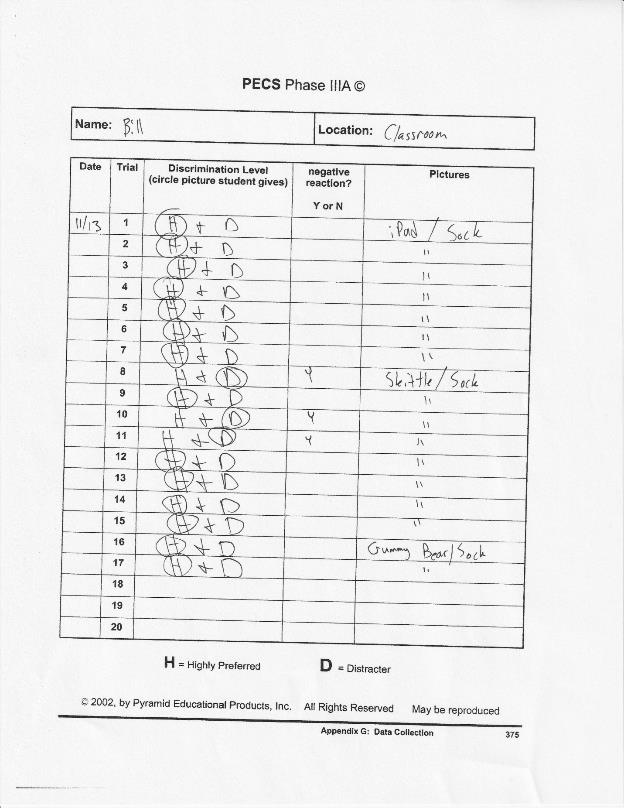 PECS Phase IIIA ©
Name: Bill Location: Classroom
Date Trial Discrimination Level (circle picture student gives) negative reaction? Y or N Pictures
11/13 1 H + D iPad / Sock
2 H + D "
3 H + D "
4 H + D "
5 H + D "
6 H + D "
7 H + D "
8 H + D Y Skittle / Sock
9 H + D "
10 H + D Y "
11 H + D Y "
12 H + D "
13 H + D "
14 H + D "
15 H + D "
16 H + D Gummy Bear / Sock
17 H + D "
18
19
20
H = Highly Preferred D = Distracter
© 2002, by Pyramid Educational Products, Inc. All Rights Reserved May be reproduced
Appendix G: Data Collection 375